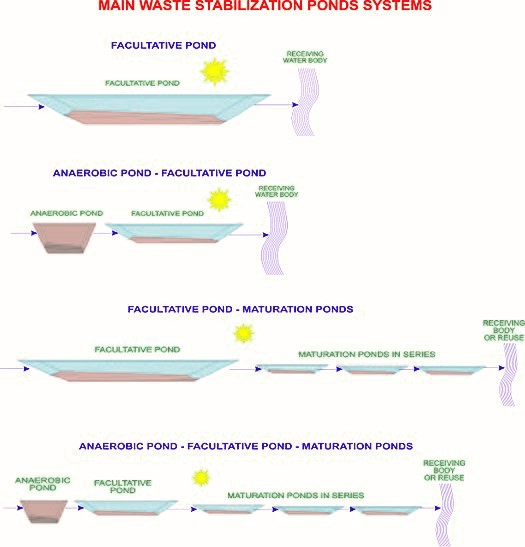 MAIN WASTE STABILIZATION PONDS SYSTEMS
FACULTATIVE POND
RECEIVING
WATER BODY
FACULTATIVE POND
ANAEROBIC POND - FACULTATIVE POND
RECEIVING
WATER BODY
ANAEROBIC POND
FACULTATIVE POND
FACULTATIVE POND - MATURATION PONDS
RECEIVING
BODY
OR REUSE
FACULTATIVE POND
MATURATION PONDS IN SERIES
ANAEROBIC POND - FACULTATIVE POND - MATURATION PONDS
RECEIVING
BODY
OR REUSE
ANAEROBIC
POND
FACULTATIVE
POND
MATURATION PONDS IN SERIES